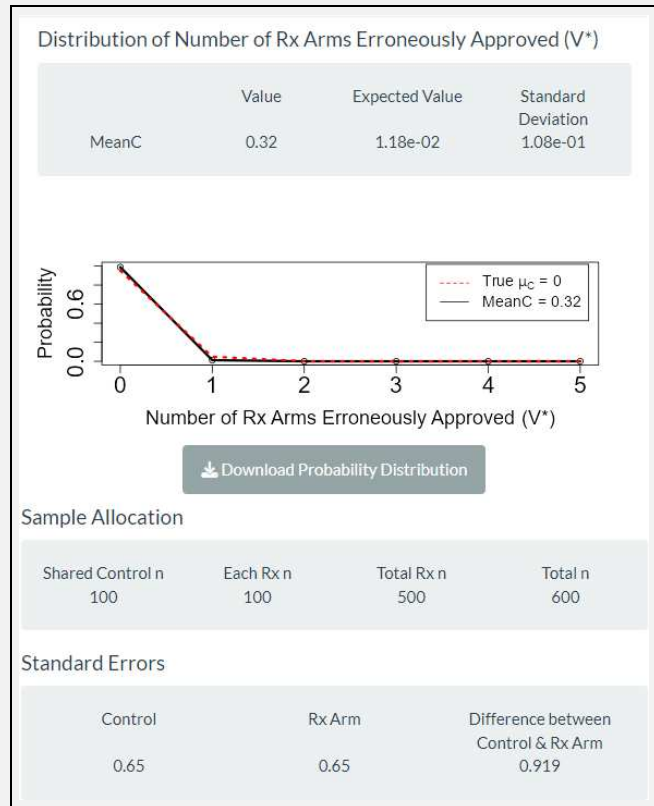 Distribution of Number of Rx Arms Erroneously Approved (V*)
Value Expected Value Standard
Deviation
MeanC 0.32 1.18e-02 1.08e-01
True μC = 0
MeanC = 0.32
Probability
0.0 0.6
0 1 2 3 4 5
Number of Rx Arms Erroneously Approved (V*)
Download Probability Distribution
Sample Allocation
Shared Control n Each Rx n Total Rx n Total n
100 100 500 600
Standard Errors
Control Rx Arm Difference between
Control & Rx Arm
0.65 0.65 0.919